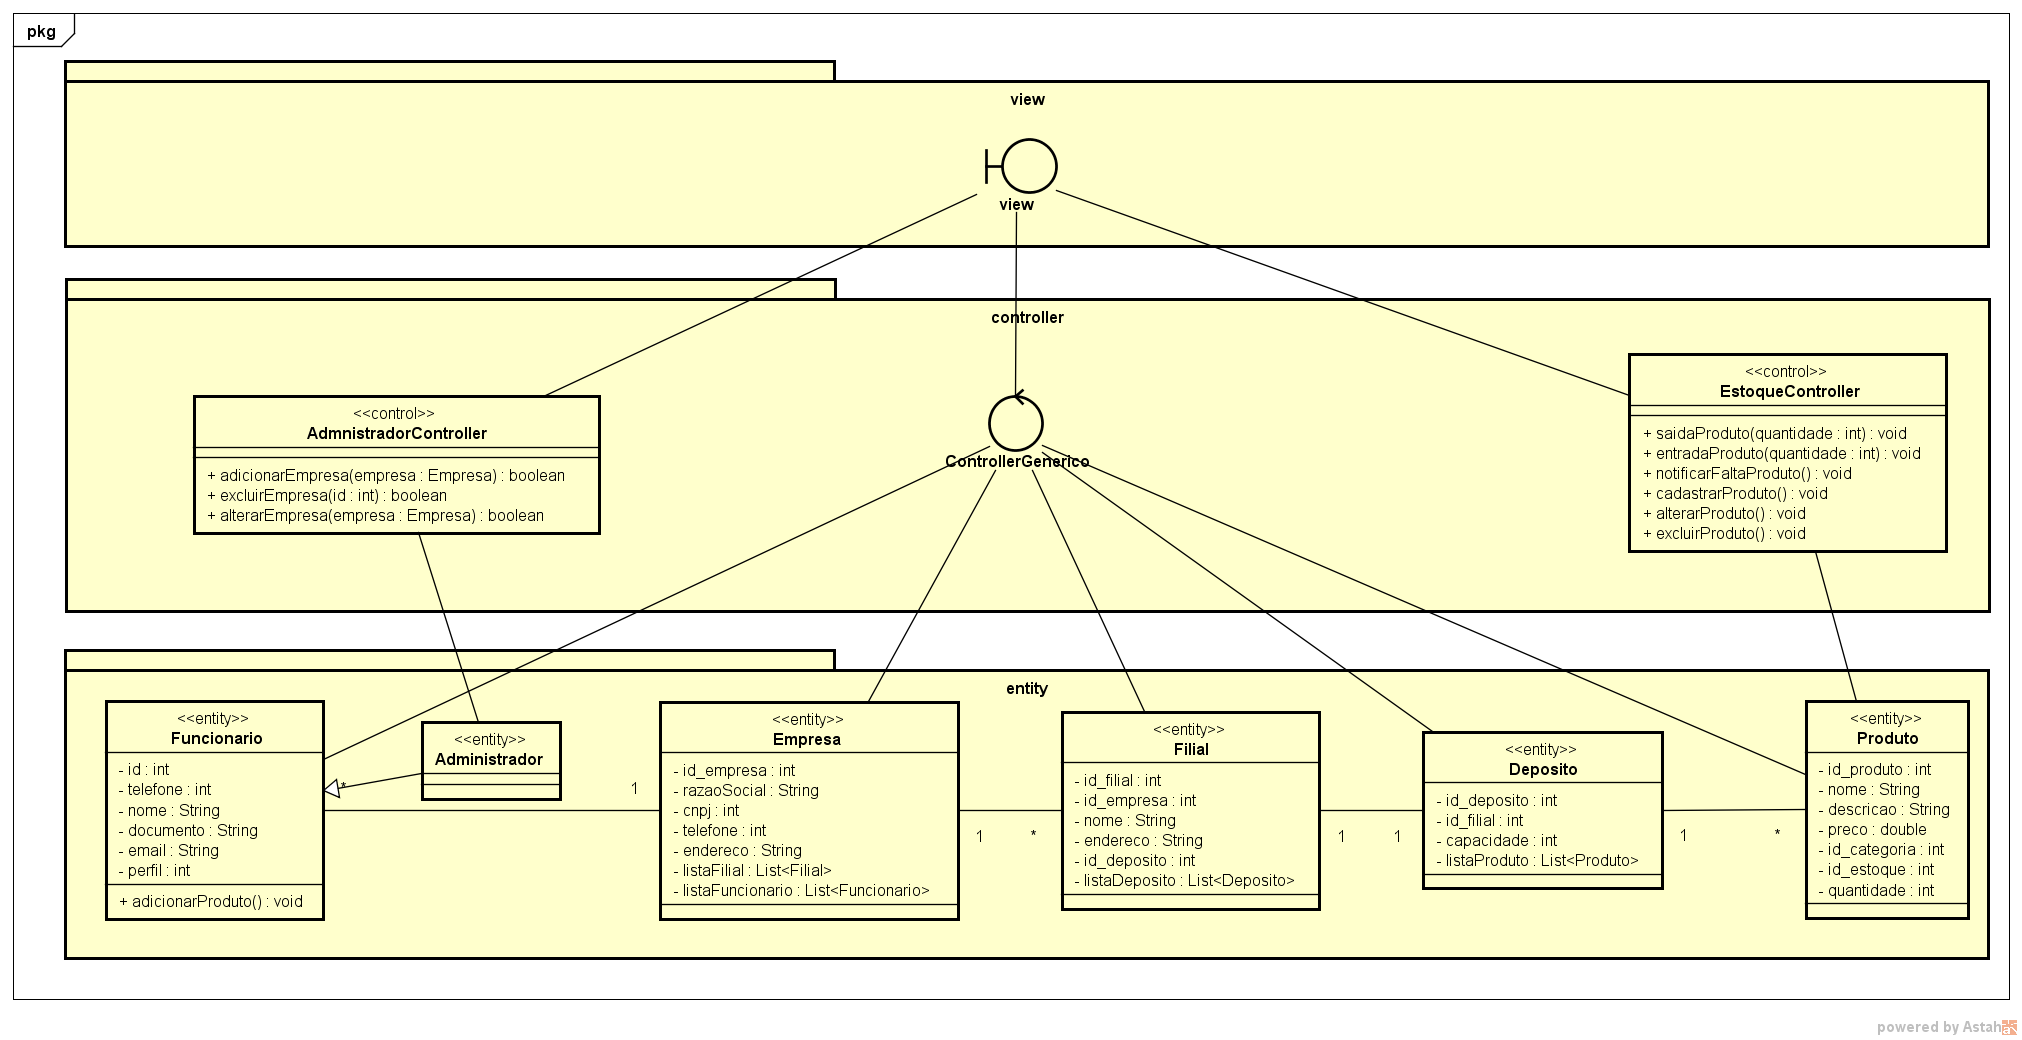 pkg
view
view
controller
<<control>>
AdmnistradorController
+ adicionarEmpresa(empresa : Empresa) : boolean
+ excluirEmpresa(id : int) : boolean
+ alterarEmpresa(empresa : Empresa) : boolean
ControllerGenerico
<<control>>
EstoqueController
+ saidaProduto(quantidade : int) : void
+ entradaProduto(quantidade : int) : void
+ notificarFaltaProduto() : void
+ cadastrarProduto() : void
+ alterarProduto() : void
+ excluirProduto() : void
entity
<<entity>>
Funcionario
- id : int
- telefone : int
- nome : String
- documento : String
- email : String
- perfil : int
+ adicionarProduto() : void
*
<<entity>>
Administrador
1
<<entity>>
Empresa
- id_empresa : int
- razaoSocial : String
- cnpj : int
- telefone : int
- endereco : String
- listaFilial : List<Filial>
- listaFuncionario : List<Funcionario>
1
*
<<entity>>
Filial
- id_filial : int
- id_empresa : int
- nome : String
- endereco : String
- id_deposito : int
- listaDeposito : List<Deposito>
1
1
<<entity>>
Deposito
- id_deposito : int
- id_filial : int
- capacidade : int
- listaProduto : List<Produto>
1
*
<<entity>>
Produto
- id_produto : int
- nome : String
- descricao : String
- preco : double
- id_categoria : int
- id_estoque : int
- quantidade : int
powered by Astah